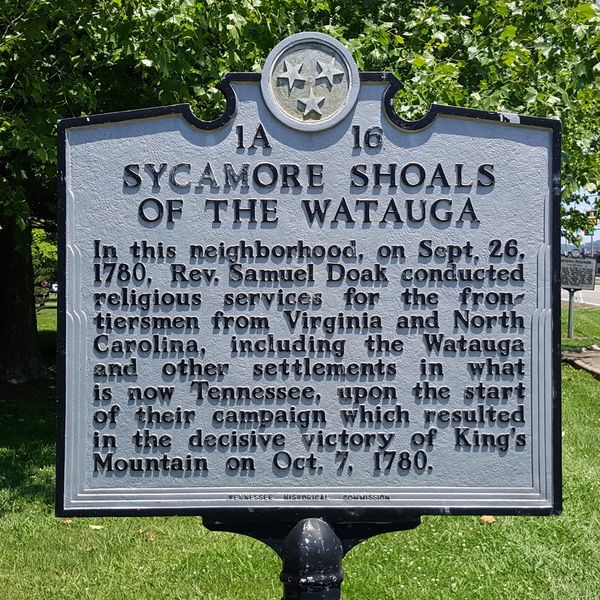 1A 16
SYCAMORE SHOALS
OF THE WATAUGA
In this neighborhood, on Sept. 26,
1780, Rev. Samuel Doak conducted
religious services for the fron-
tiersmen from Virginia and North
Carolina, including the Watauga
and other settlements in what
is now Tennessee, upon the start
of their campaign which resulted
in the decisive victory of King's
Mountain on Oct. 7, 1780.
TENNESSEE HISTORICAL COMMISSION